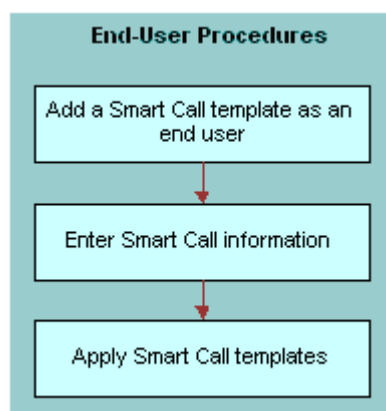 End-User Procedures
Add a Smart Call template as an
end user
Enter Smart Call information
Apply Smart Call templates